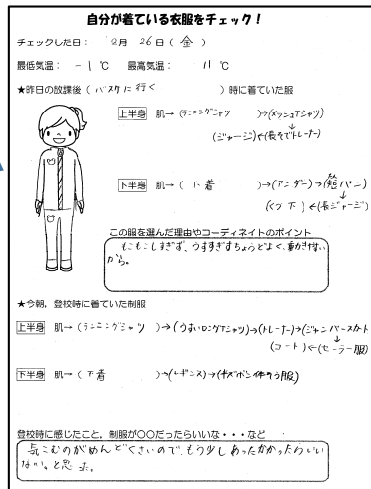 自分が着ている衣服をチェック！
チェックした日： 2月 26日（金）
最低気温： -1 ℃ 最高気温： 11 ℃
★昨日の放課後（バスケに行く）時に着ていた服
上半身 肌→（ランニングシャツ）→（メッシュTシャツ）
↓
（ジャージ）←（長そでトレーナー）
下半身 肌→（下着）→（アンダー）→（短パン）
↓
（くつ下）←（長ジャージ）
この服を選んだ理由やコーディネイトのポイント
もこもこしすぎず、うすすぎずちょうどよく、動かしやすい
から。
★今朝，登校時に着ていた制服
上半身 肌→（ランニングシャツ）→（うすいロングTシャツ）→（トレーナー）→（ジャンパースカート）
↓
（コート）←（セーラー服）
下半身 肌→（下着）→（レギンス）→（半ズボン体そう服）
登校時に感じたこと，制服が○○だったらいいな・・・など
着こむのがめんどくさいので、もう少しあったかかったらいい
なぁ。と思った。